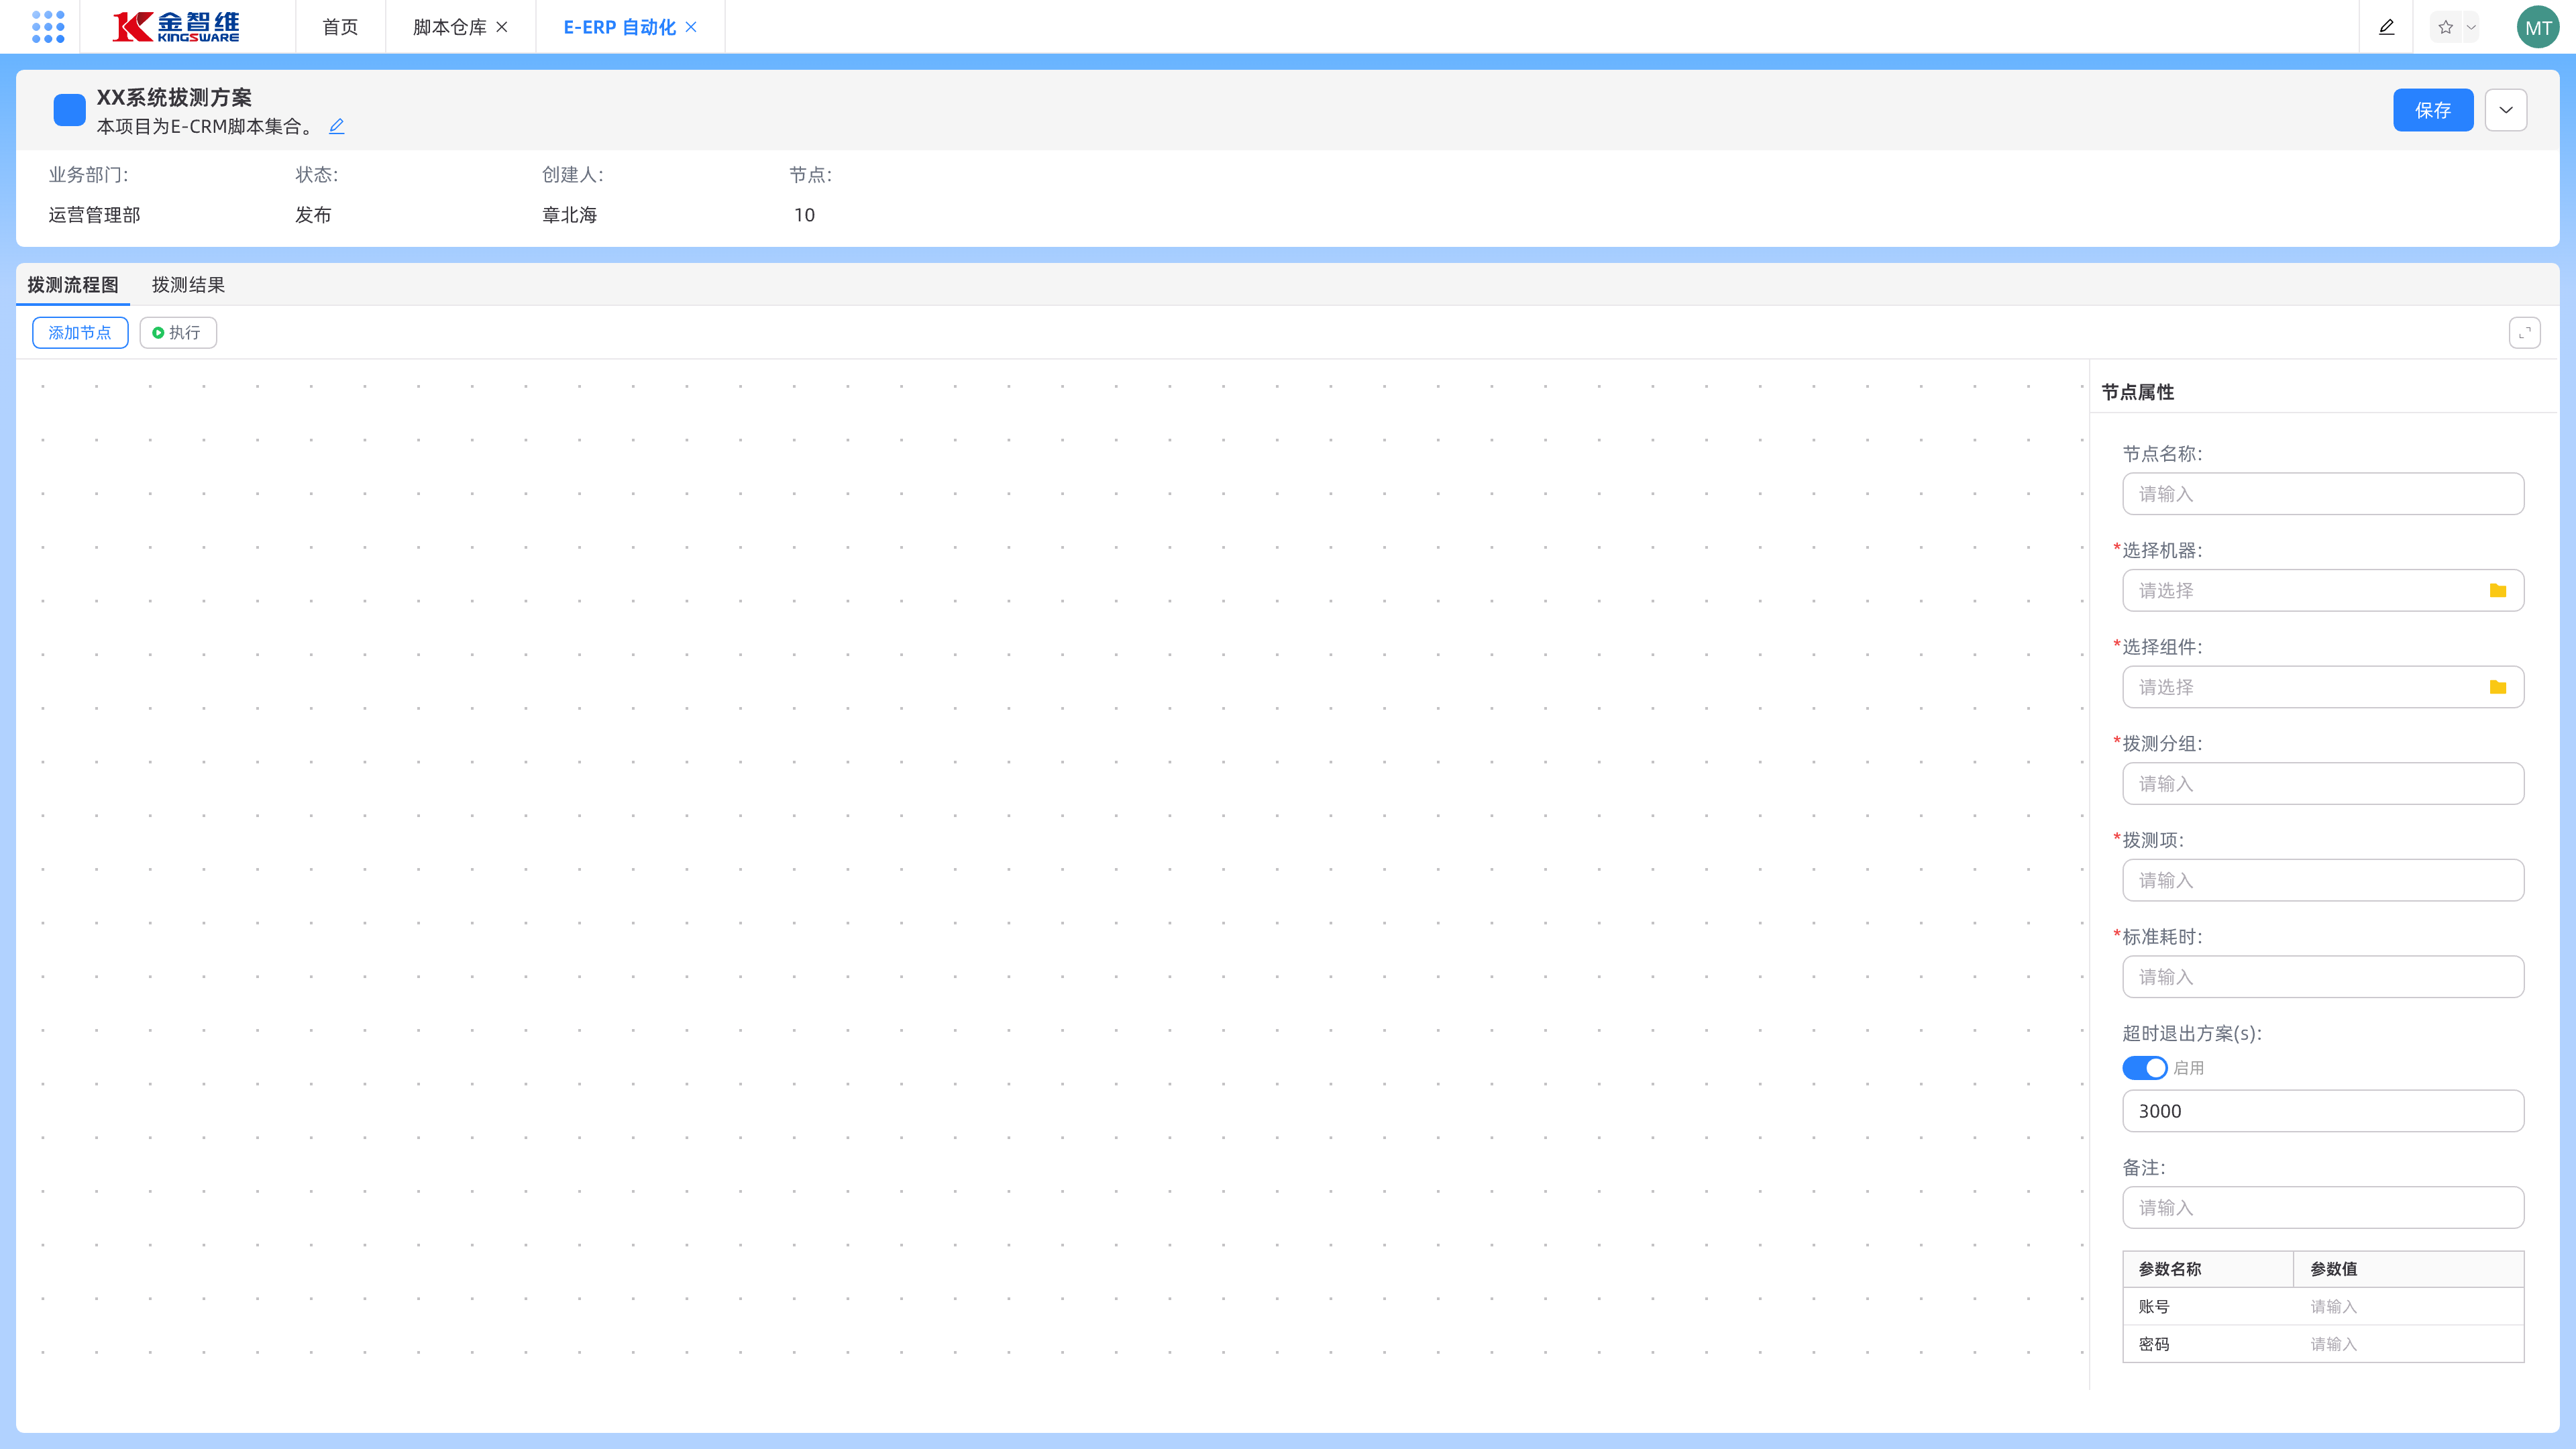 金智维
KINGSWARE
首页
脚本仓库
E-ERP 自动化
MT
XX系统拔测方案
本项目为E-CRM脚本集合。
保存
业务部门:
状态:
创建人:
节点:
运营管理部
发布
章北海
10
拨测流程图
拨测结果
添加节点
执行
节点属性
节点名称:
请输入
*选择机器:
请选择
*选择组件:
请选择
*拨测分组:
请输入
*拨测项:
请输入
*标准耗时:
请输入
超时退出方案(s):
启用
3000
备注:
请输入
参数名称
参数值
账号
请输入
密码
请输入